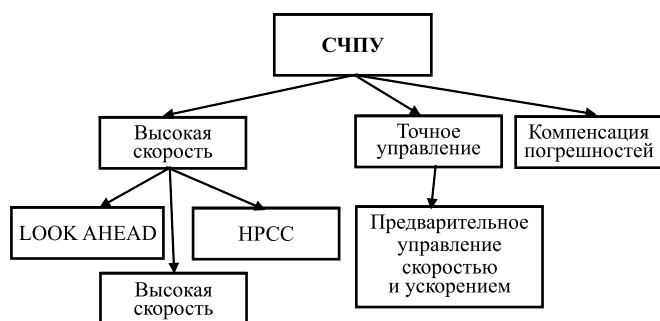 СЧПУ
Высокая
скорость
Точное
управление
Компенсация
погрешностей
LOOK AHEAD
HPCC
Предварительное
управление
скоростью
и ускорением
Высокая
скорость